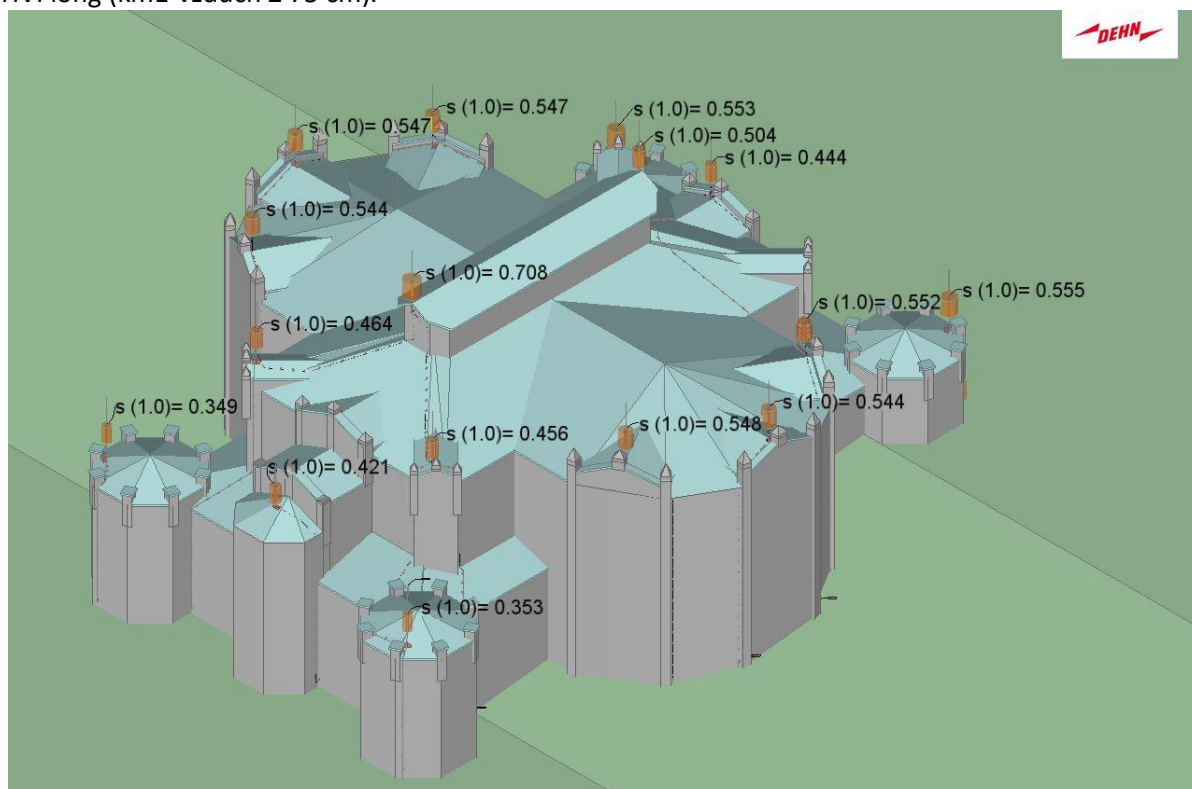 DEHN
s (1.0)= 0.547
s (1.0)= 0.547
s (1.0)= 0.553
s (1.0)= 0.504
s (1.0)= 0.444
s (1.0)= 0.544
s (1.0)= 0.708
s (1.0)= 0.555
s (1.0)= 0.552
s (1.0)= 0.464
s (1.0)= 0.349
s (1.0)= 0.544
s (1.0)= 0.548
s (1.0)= 0.456
s (1.0)= 0.421
s (1.0)= 0.353